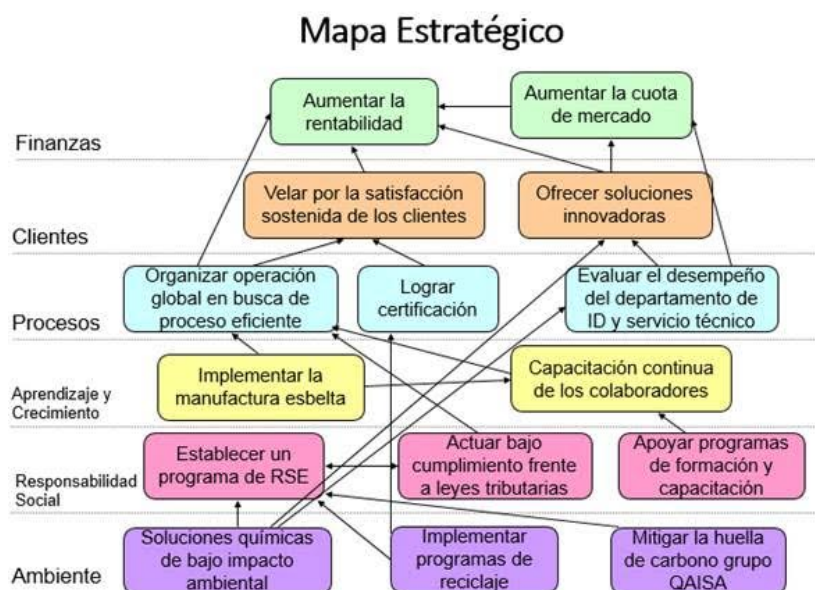 Mapa Estratégico
Aumentar la
rentabilidad
Aumentar la cuota
de mercado
Finanzas
Velar por la satisfacción
sostenida de los clientes
Ofrecer soluciones
innovadoras
Clientes
Organizar operación
global en busca de
proceso eficiente
Lograr
certificación
Evaluar el desempeño
del departamento de
ID y servicio técnico
Procesos
Implementar la
manufactura esbelta
Capacitación continua
de los colaboradores
Aprendizaje y
Crecimiento
Establecer un
programa de RSE
Actuar bajo
cumplimiento frente
a leyes tributarias
Apoyar programas
de formación y
capacitación
Responsabilidad
Social
Soluciones químicas
de bajo impacto
ambiental
Implementar
programas de
reciclaje
Mitigar la huella
de carbono grupo
QAISA
Ambiente